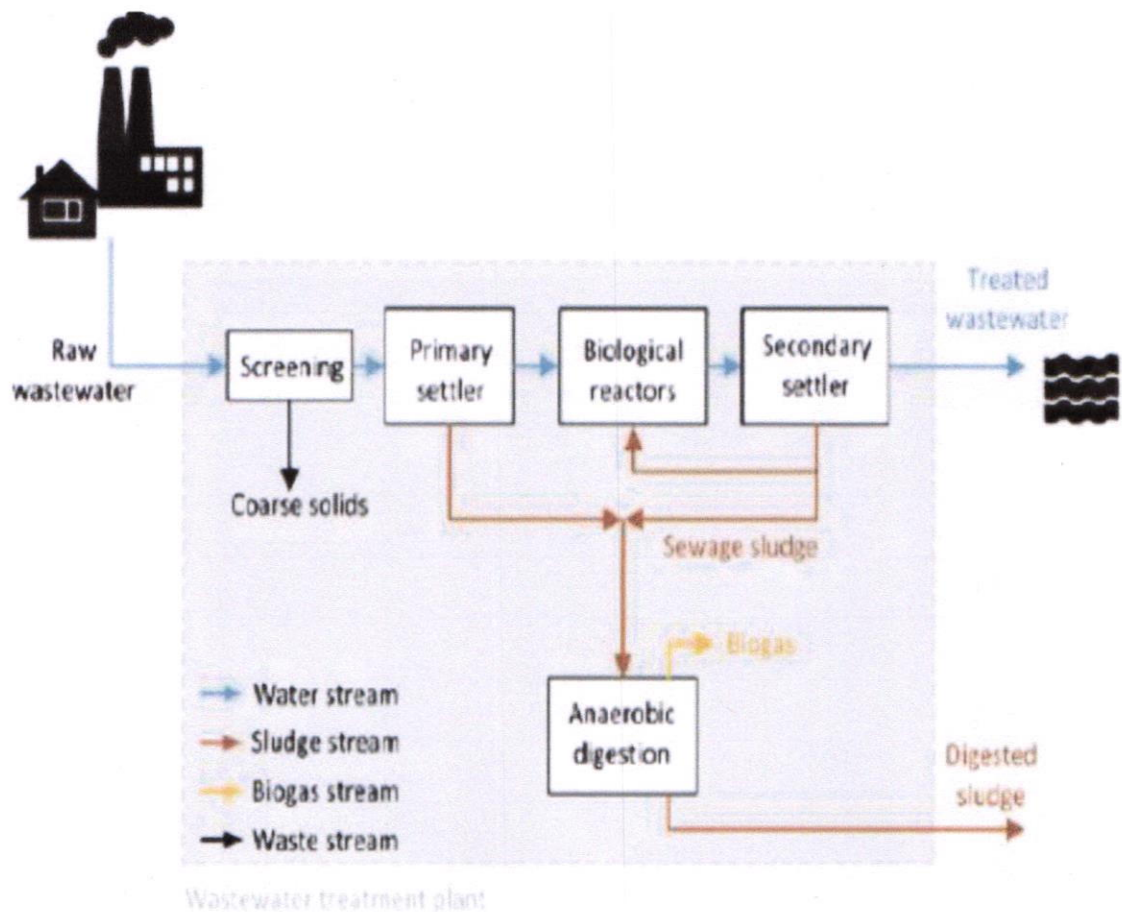 Raw
wastewater
Screening
Primary
settler
Biological
reactors
Secondary
settler
Treated
wastewater
Coarse solids
Sewage sludge
Biogas
Anaerobic
digestion
Digested
sludge
Water stream
Sludge stream
Biogas stream
Waste stream
Wastewater treatment plant